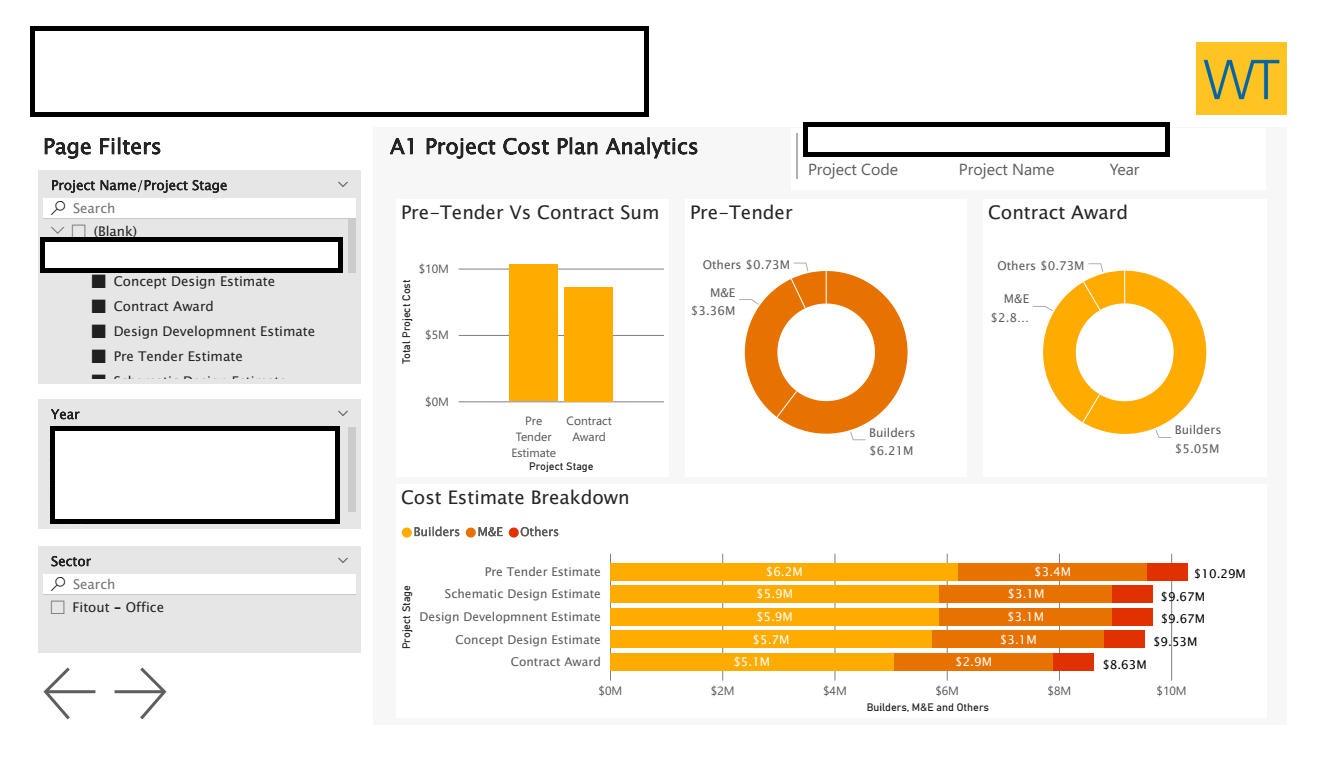 WT
Page Filters
A1 Project Cost Plan Analytics
Project Code Project Name Year
Project Name/Project Stage
Search
(Blank)
Concept Design Estimate
Contract Award
Design Developmnent Estimate
Pre Tender Estimate
Year
Sector
Search
Fitout - Office
Pre-Tender Vs Contract Sum
Total Project Cost
$10M
$5M
$0M
Pre Tender Estimate
Contract Award
Project Stage
Pre-Tender
Others $0.73M
M&E
$3.36M
Builders
$6.21M
Contract Award
Others $0.73M
M&E
$2.8...
Builders
$5.05M
Cost Estimate Breakdown
Builders M&E Others
Project Stage
Pre Tender Estimate $6.2M $3.4M $10.29M
Schematic Design Estimate $5.9M $3.1M $9.67M
Design Developmnent Estimate $5.9M $3.1M $9.67M
Concept Design Estimate $5.7M $3.1M $9.53M
Contract Award $5.1M $2.9M $8.63M
$0M $2M $4M $6M $8M $10M
Builders, M&E and Others